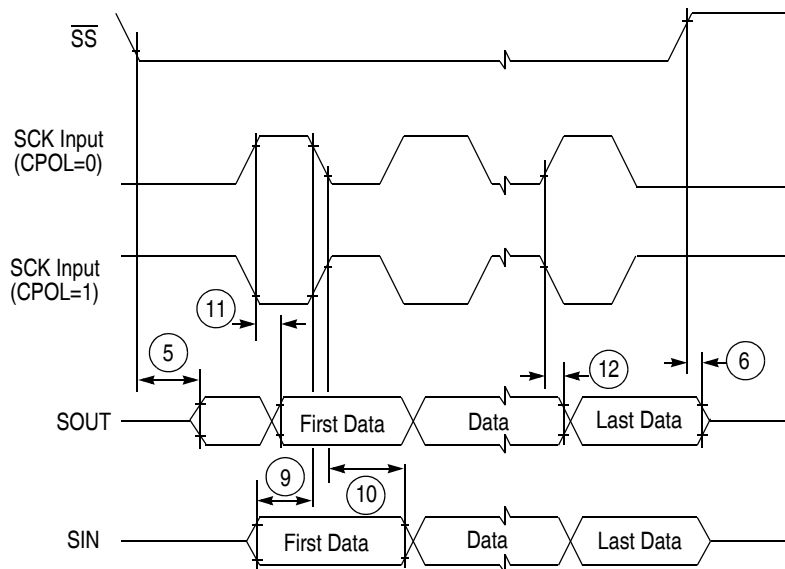 SS
SCK Input
(CPOL=0)
SCK Input
(CPOL=1)
11
5
12
6
SOUT
First Data
Data
Last Data
9
10
SIN
First Data
Data
Last Data